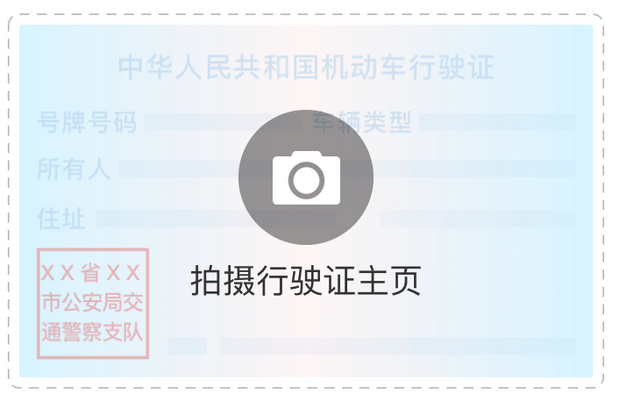 中华人民共和国机动车行驶证
号牌号码 车辆类型
所有人
住址
拍摄行驶证主页
XX省XX
市公安局交
通警察支队